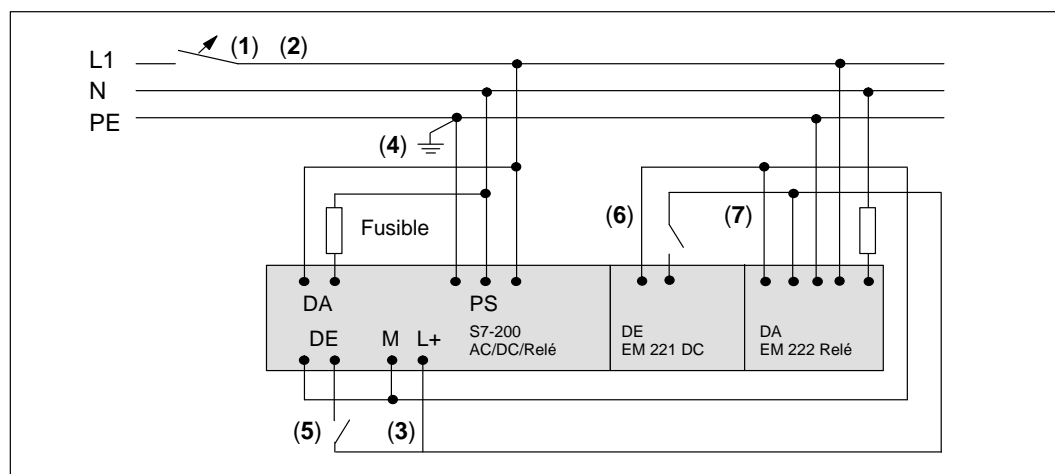 L1
(1) (2)
N
PE
(4)
(6)
(7)
Fusible
DA
PS
DE
M
L+
S7-200
AC/DC/Relé
DE
EM 221 DC
DA
EM 222 Relé
(5)
(3)